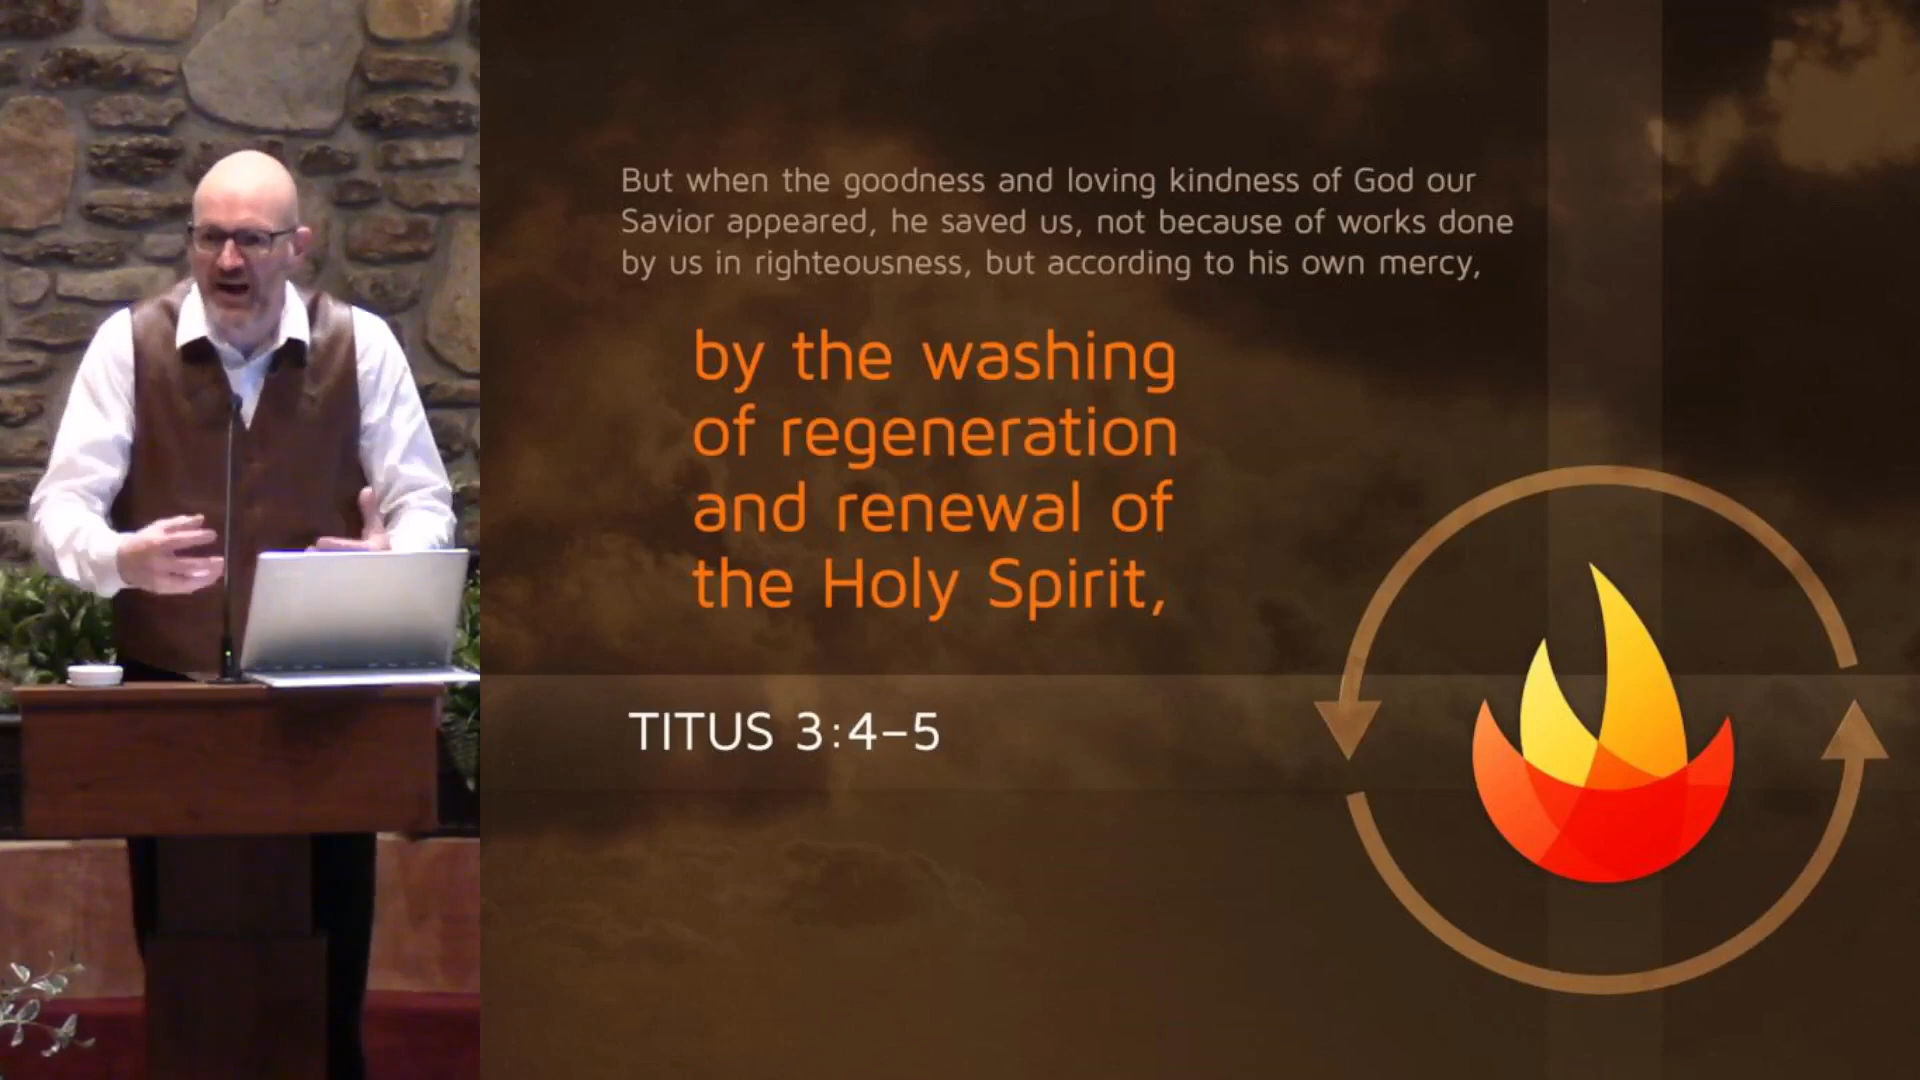 But when the goodness and loving kindness of God our
Savior appeared, he saved us, not because of works done
by us in righteousness, but according to his own mercy,
by the washing
of regeneration
and renewal of
the Holy Spirit,
TITUS 3:4–5